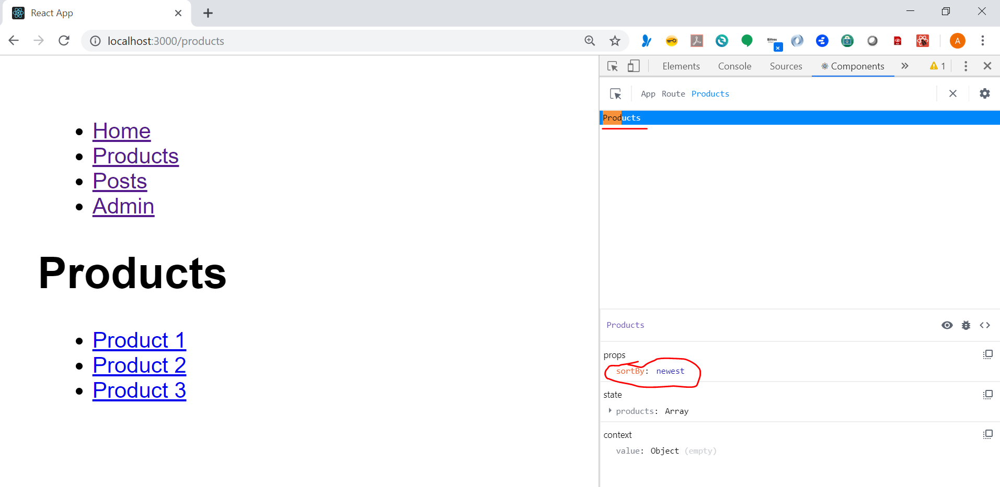 React App
localhost:3000/products
Bittrex
A
Elements Console Sources Components 1
App Route Products
Products
Home
Products
Posts
Admin
Products
Product 1
Product 2
Product 3
Products
props
sortBy: newest
state
products: Array
context
value: Object (empty)